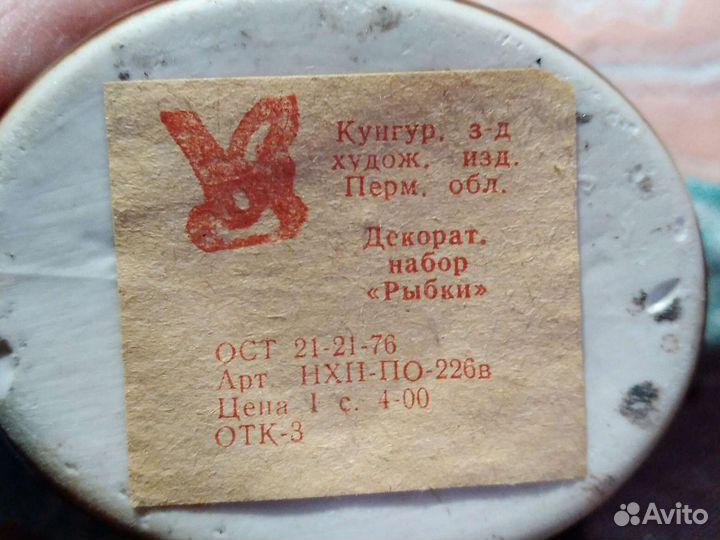 Кунгур. з-д
худож. изд.
Перм. обл.
Декорат.
набор
«Рыбки»
ОСТ 21-21-76
Арт НХП-ПО-226в
Цена 1 с. 4-00
ОТК-3
Avito